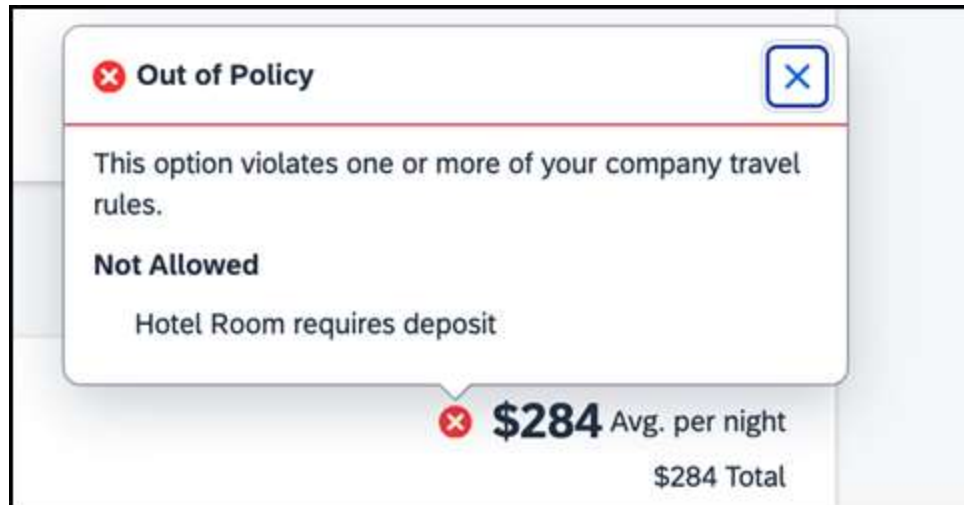 Out of Policy
This option violates one or more of your company travel
rules.
Not Allowed
Hotel Room requires deposit
$284 Avg. per night
$284 Total